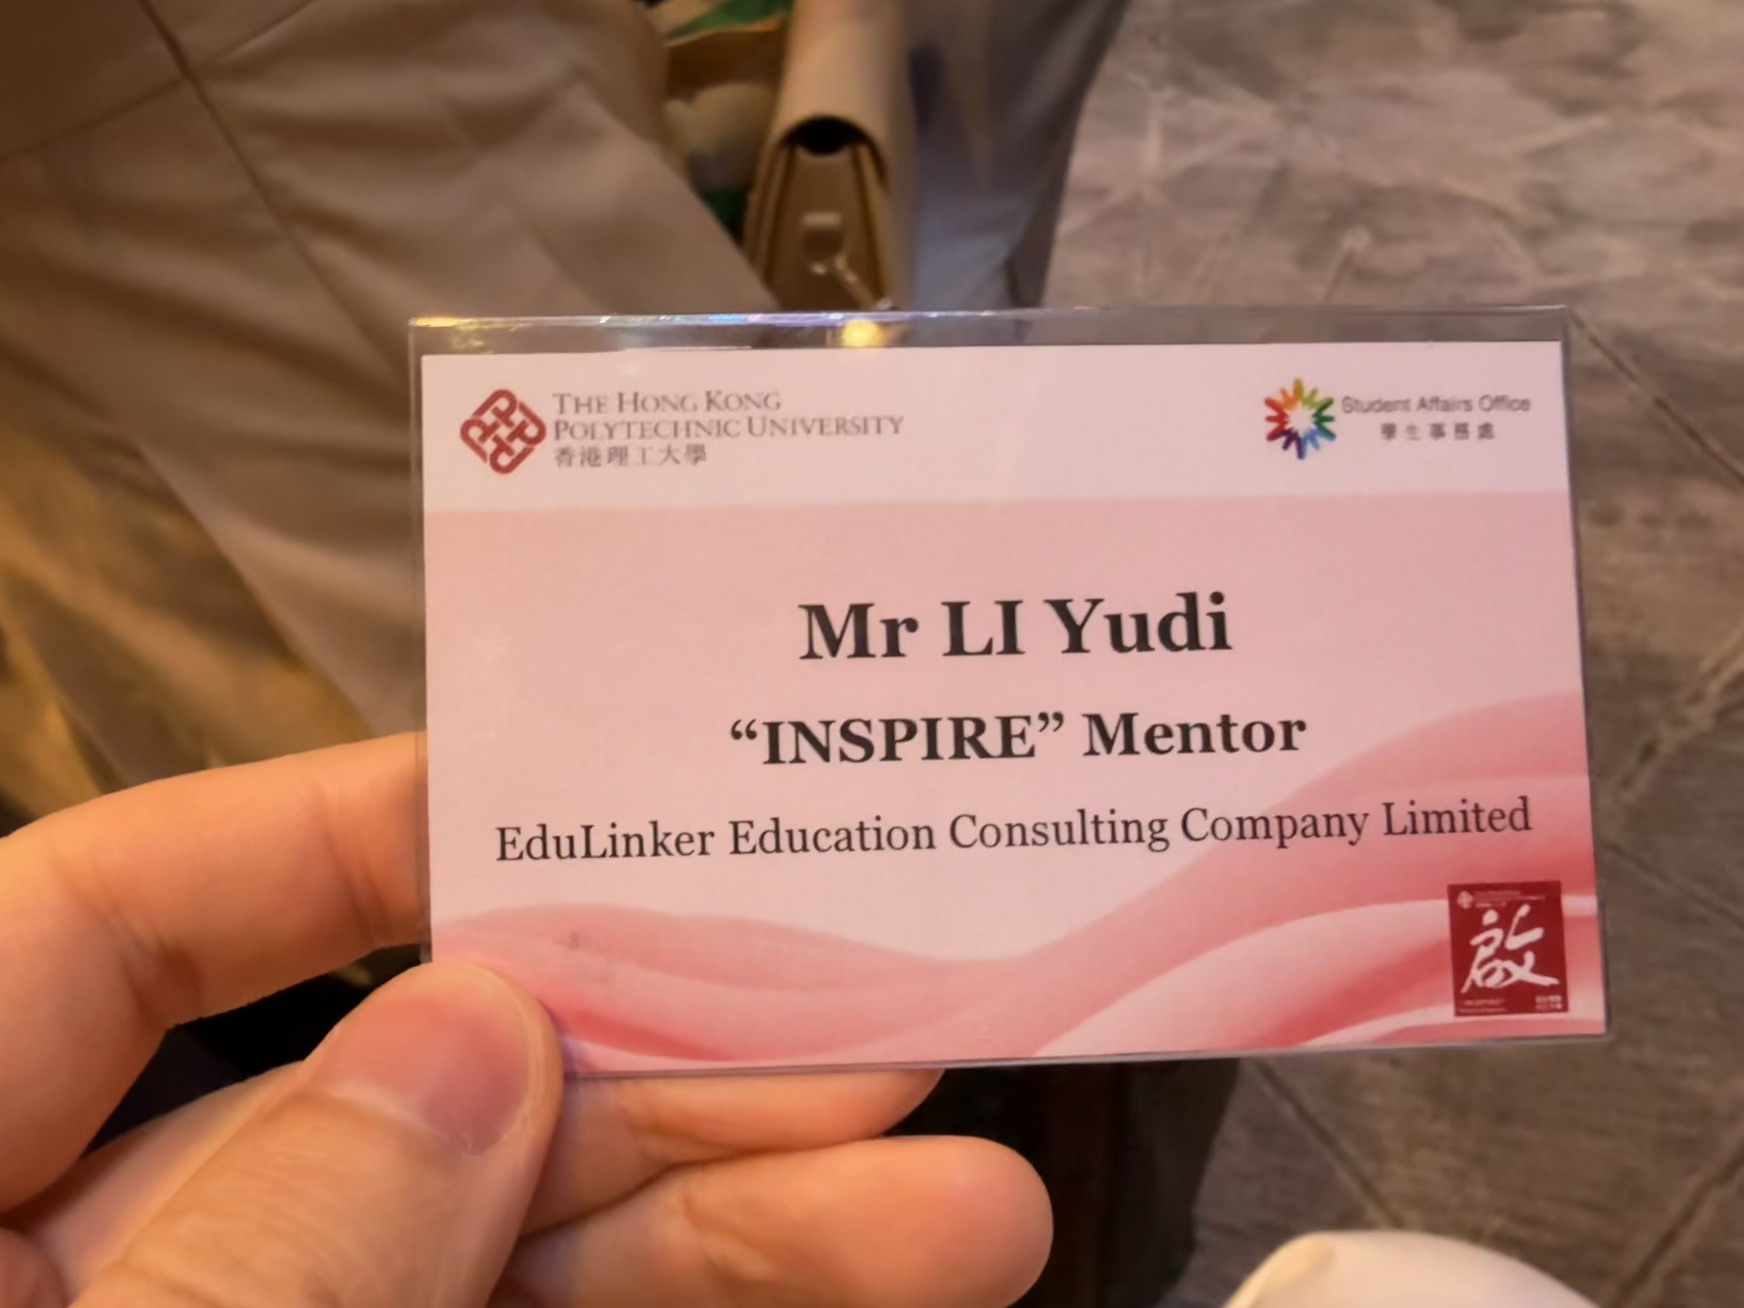 THE HONG KONG
POLYTECHNIC UNIVERSITY
香港理工大學
Student Affairs Office
學生事務處
Mr LI Yudi
“INSPIRE” Mentor
EduLinker Education Consulting Company Limited
啟